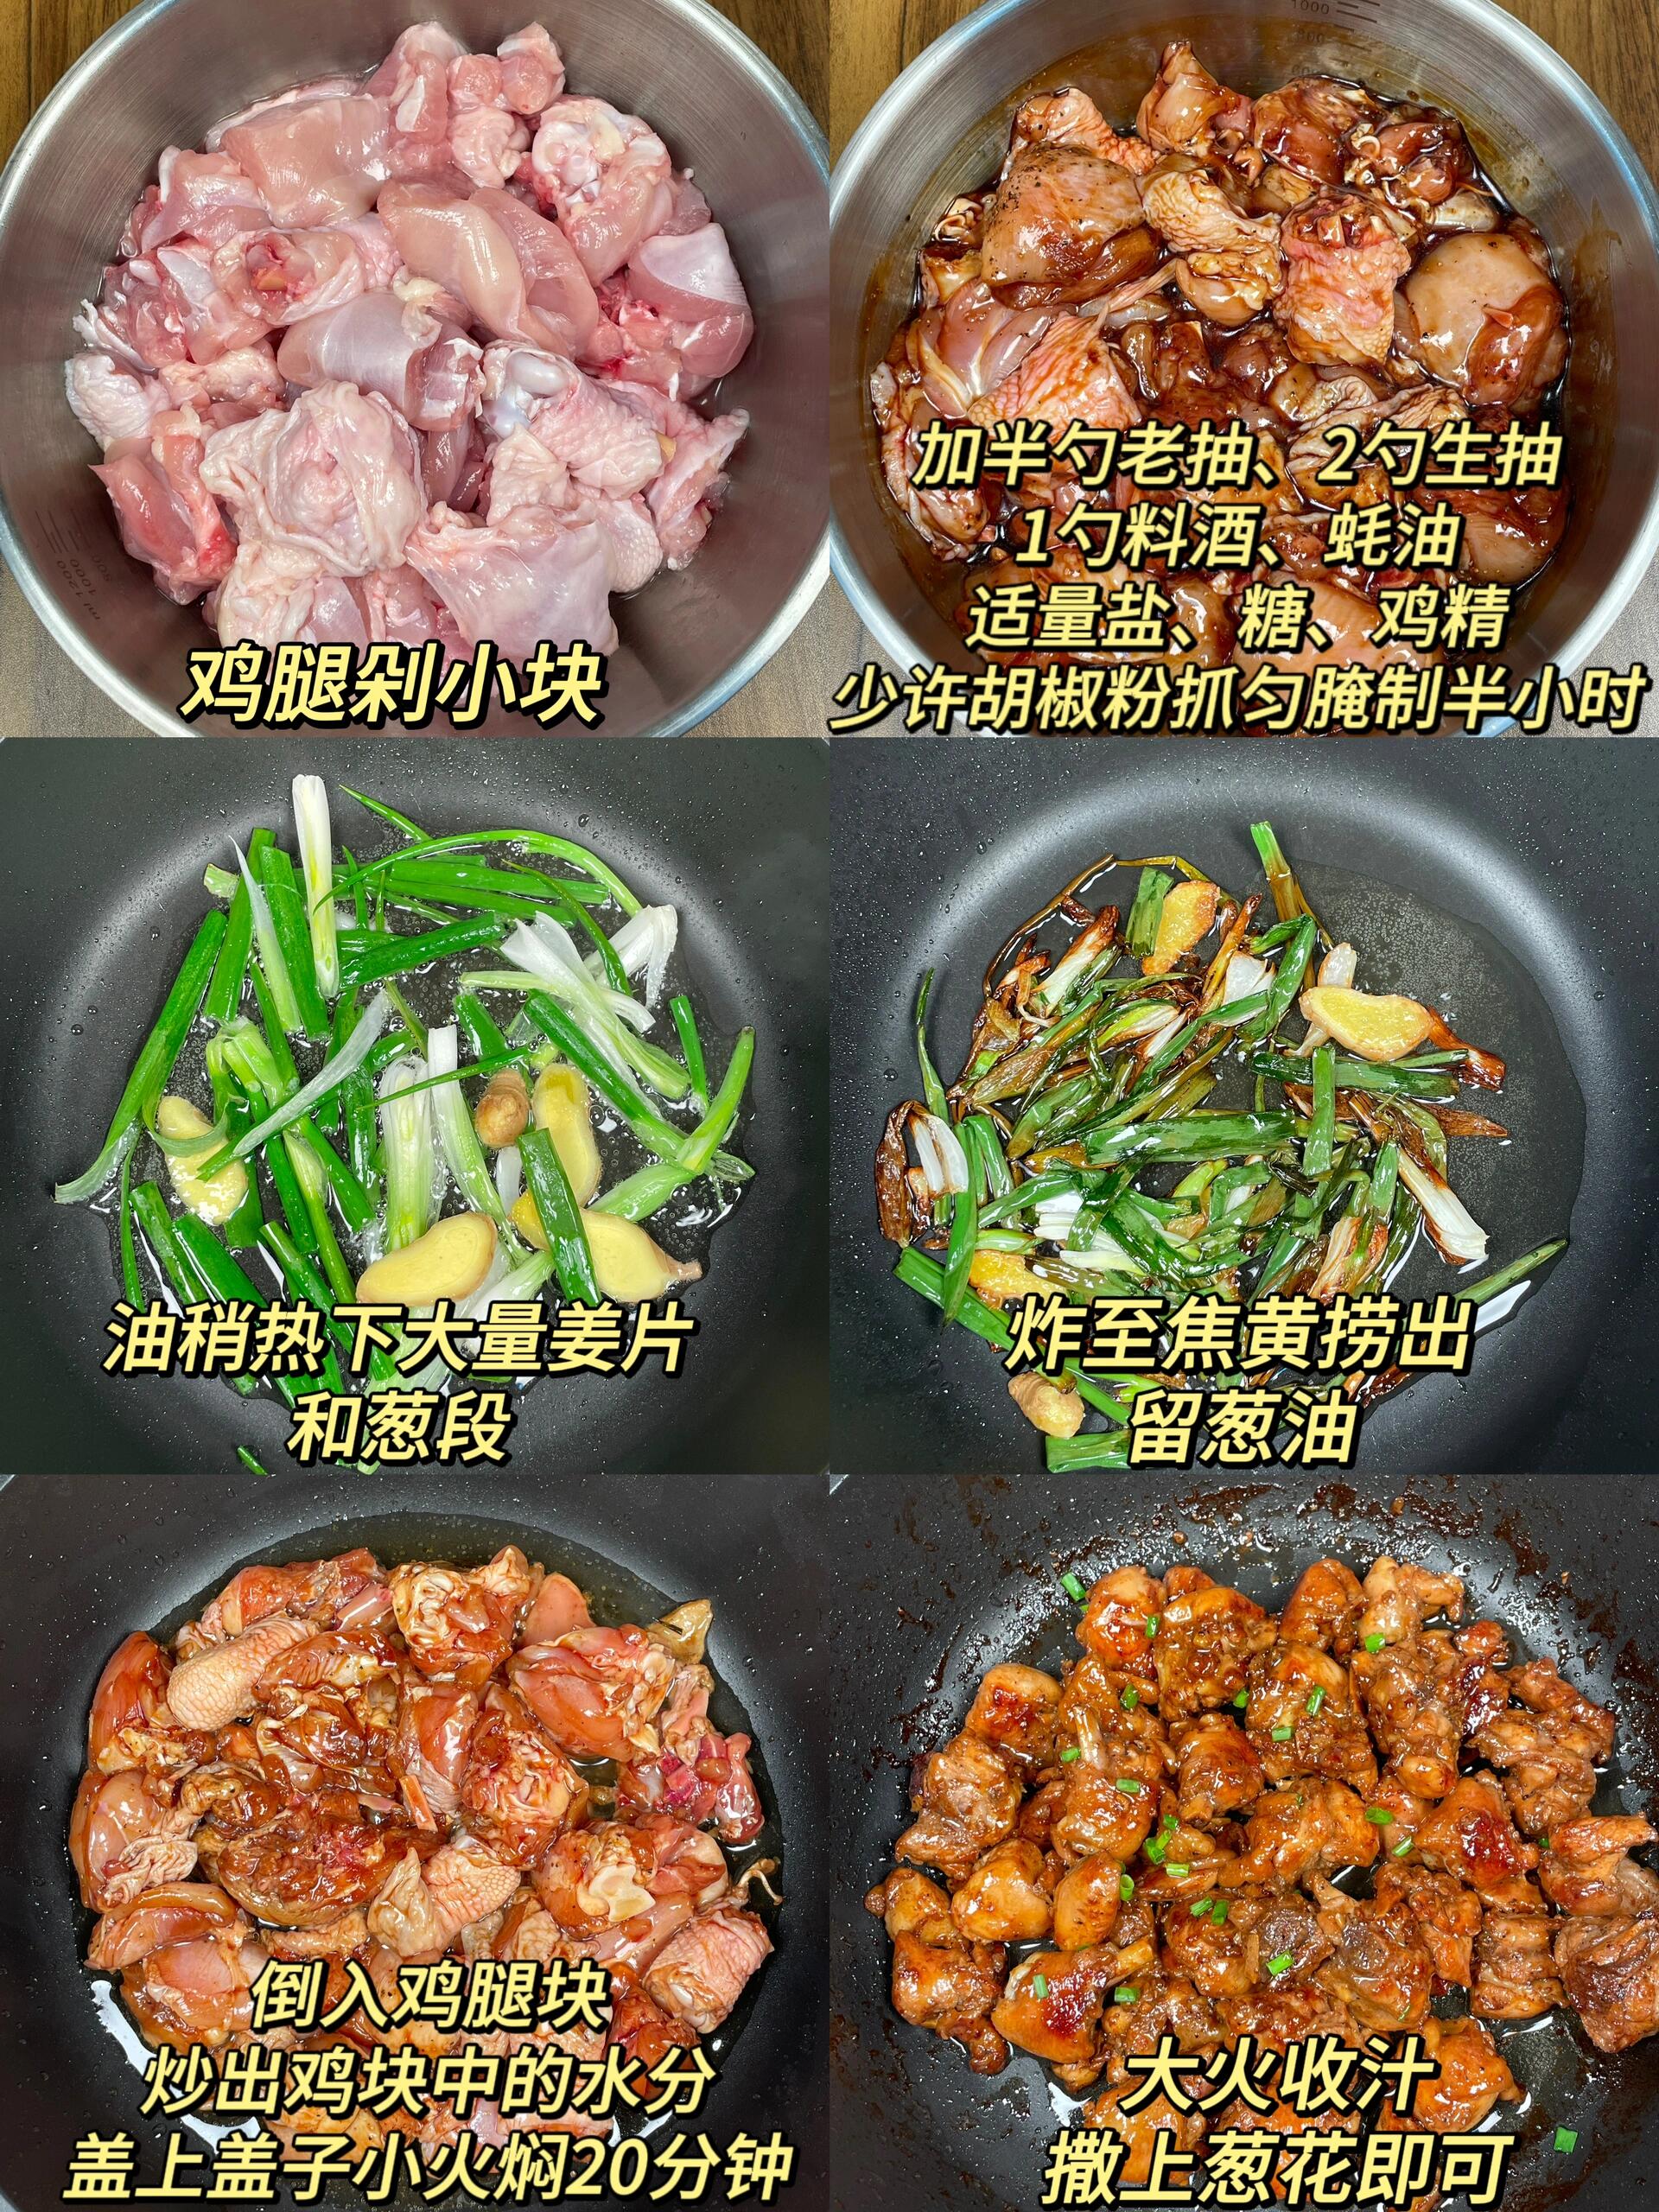 鸡腿剁小块
加半勺老抽、2勺生抽
1勺料酒、蚝油
适量盐、糖、鸡精
少许胡椒粉抓匀腌制半小时
油稍热下大量姜片
和葱段
炸至焦黄捞出
留葱油
倒入鸡腿块
炒出鸡块中的水分
盖上盖子小火焖20分钟
大火收汁
撒上葱花即可